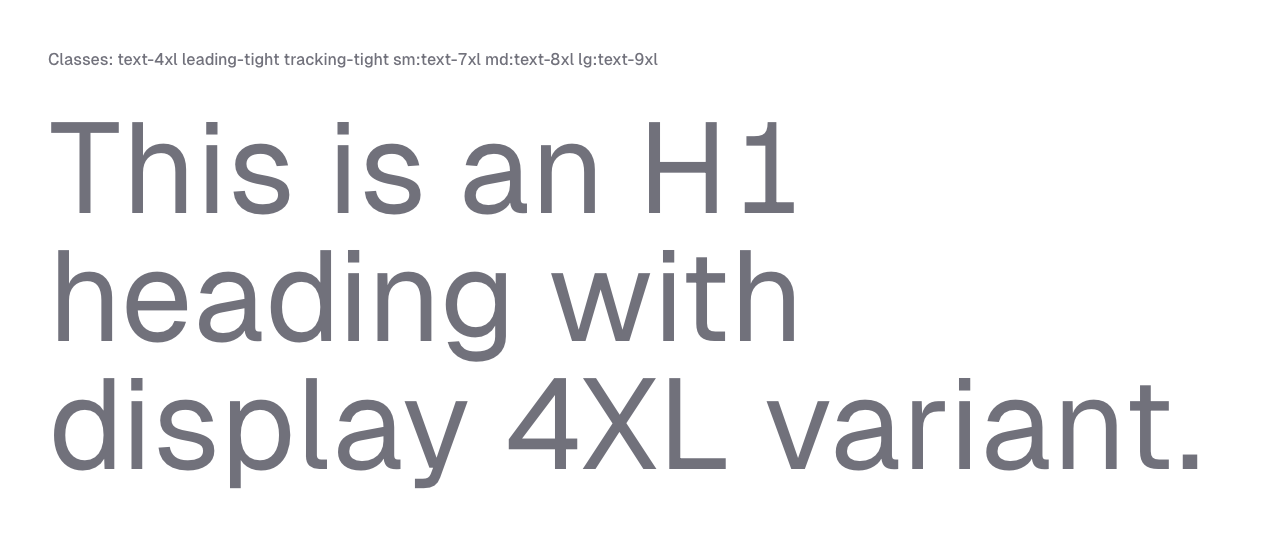 Classes: text-4xl leading-tight tracking-tight sm:text-7xl md:text-8xl lg:text-9xl
This is an H1
heading with
display 4XL variant.